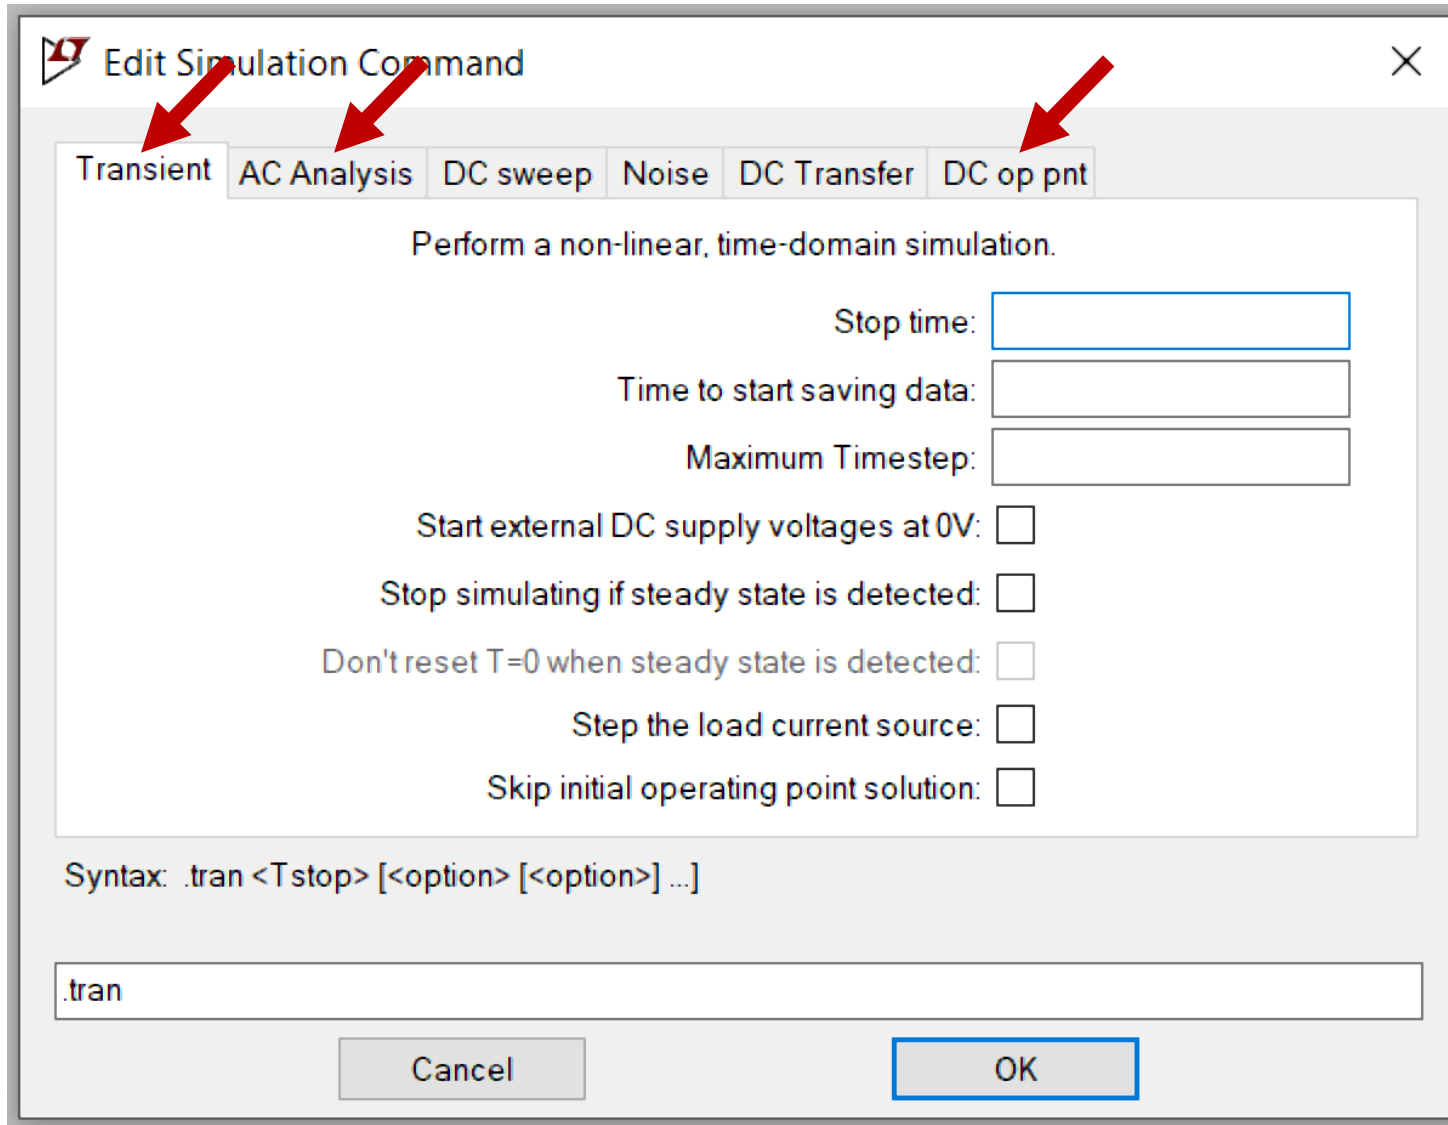 Edit Simulation Command
Transient AC Analysis DC sweep Noise DC Transfer DC op pnt
Perform a non-linear, time-domain simulation.
Stop time:
Time to start saving data:
Maximum Timestep:
Start external DC supply voltages at 0V:
Stop simulating if steady state is detected:
Don't reset T=0 when steady state is detected:
Step the load current source:
Skip initial operating point solution:
Syntax: .tran <Tstop> [<option> [<option>] ...]
.tran
Cancel OK